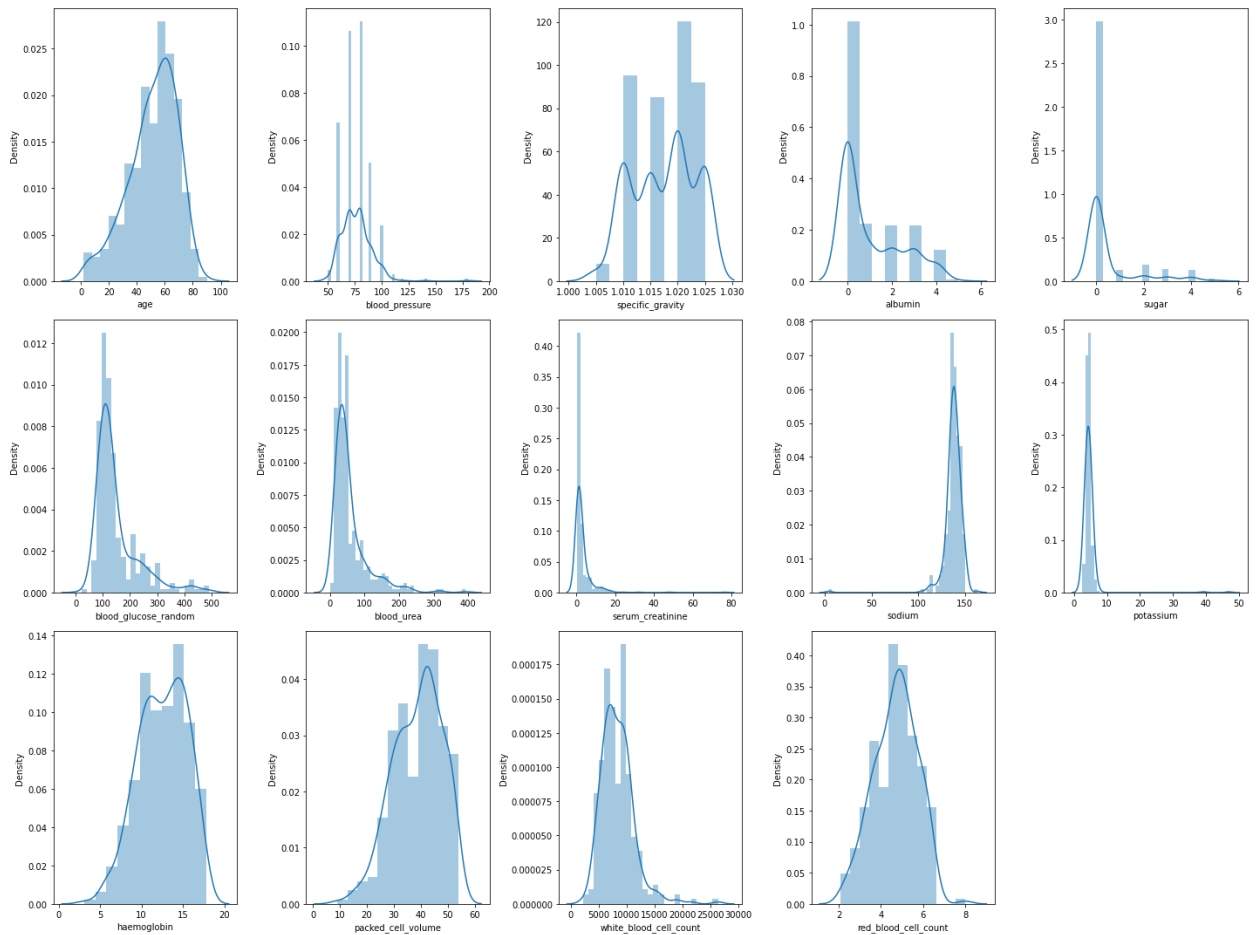 Density
0.025
0.020
0.015
0.010
0.005
0.000
0 20 40 60 80 100
age
Density
0.10
0.08
0.06
0.04
0.02
0.00
50 75 100 125 150 175 200
blood_pressure
Density
120
100
80
60
40
20
0
1.000 1.005 1.010 1.015 1.020 1.025 1.030
specific_gravity
Density
1.0
0.8
0.6
0.4
0.2
0.0
0 2 4 6
albumin
Density
3.0
2.5
2.0
1.5
1.0
0.5
0.0
0 2 4 6
sugar
Density
0.012
0.010
0.008
0.006
0.004
0.002
0.000
0 100 200 300 400 500
blood_glucose_random
Density
0.0200
0.0175
0.0150
0.0125
0.0100
0.0075
0.0050
0.0025
0.0000
0 100 200 300 400
blood_urea
Density
0.40
0.35
0.30
0.25
0.20
0.15
0.10
0.05
0.00
0 20 40 60 80
serum_creatinine
Density
0.08
0.07
0.06
0.05
0.04
0.03
0.02
0.01
0.00
0 50 100 150
sodium
Density
0.5
0.4
0.3
0.2
0.1
0.0
0 10 20 30 40 50
potassium
Density
0.14
0.12
0.10
0.08
0.06
0.04
0.02
0.00
0 5 10 15 20
haemoglobin
Density
0.04
0.03
0.02
0.01
0.00
0 10 20 30 40 50 60
packed_cell_volume
Density
0.000175
0.000150
0.000125
0.000100
0.000075
0.000050
0.000025
0.000000
0 5000 10000 15000 20000 25000 30000
white_blood_cell_count
Density
0.40
0.35
0.30
0.25
0.20
0.15
0.10
0.05
0.00
2 4 6 8
red_blood_cell_count